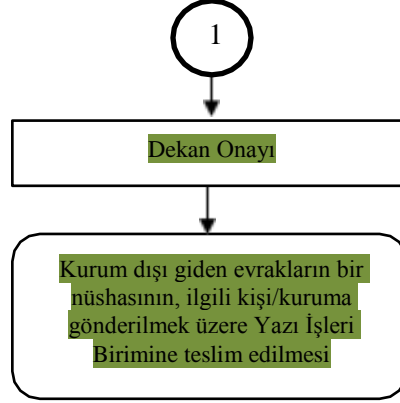 1
Dekan Onayı
Kurum dışı giden evrakların bir
nüshasının, ilgili kişi/kuruma
gönderilmek üzere Yazı İşleri
Birimine teslim edilmesi